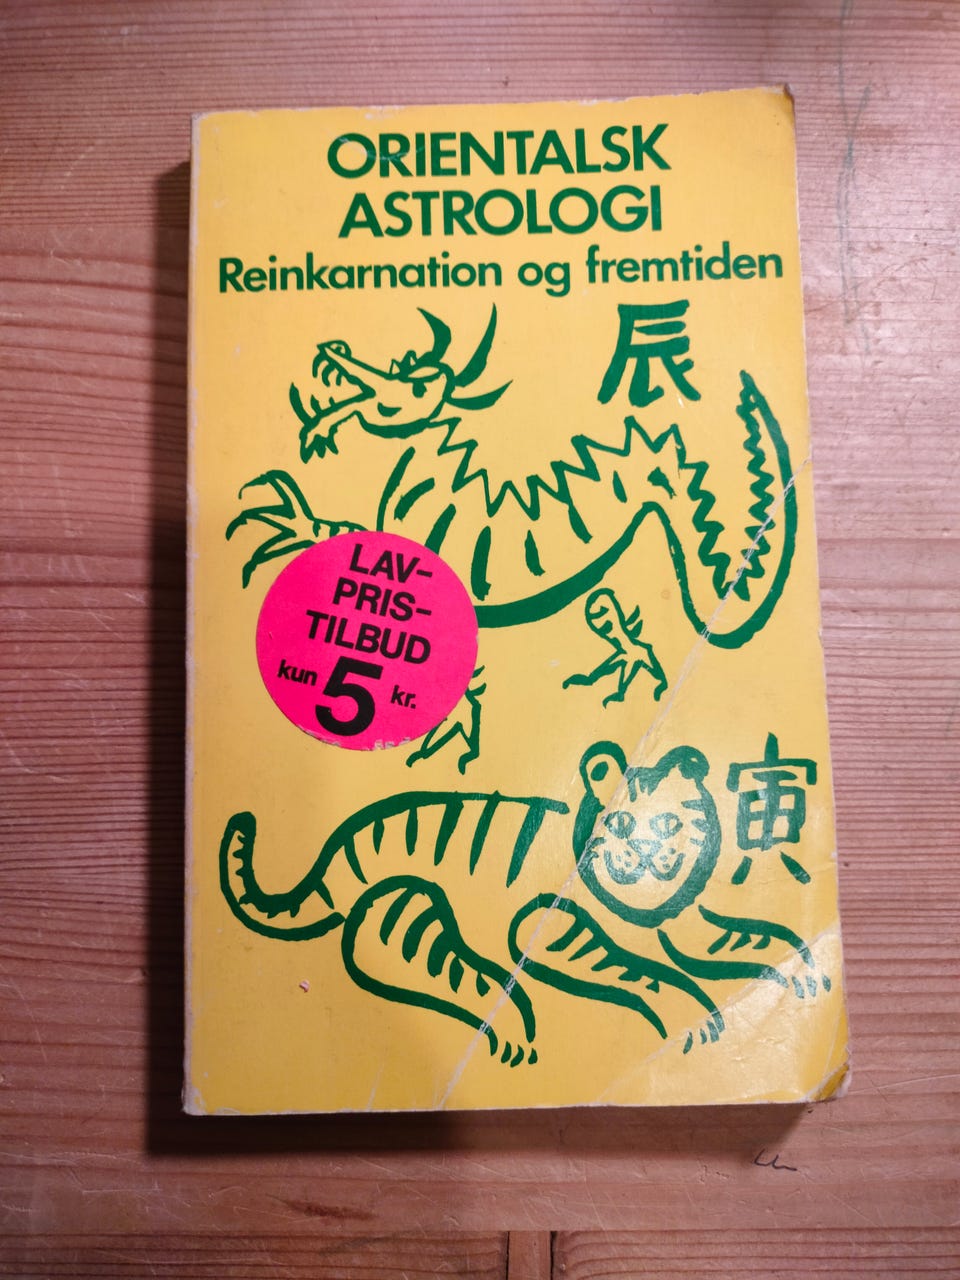 ORIENTALSK
ASTROLOGI
Reinkarnation og fremtiden
辰
LAV-
PRIS-
TILBUD
kun 5 kr.
寅